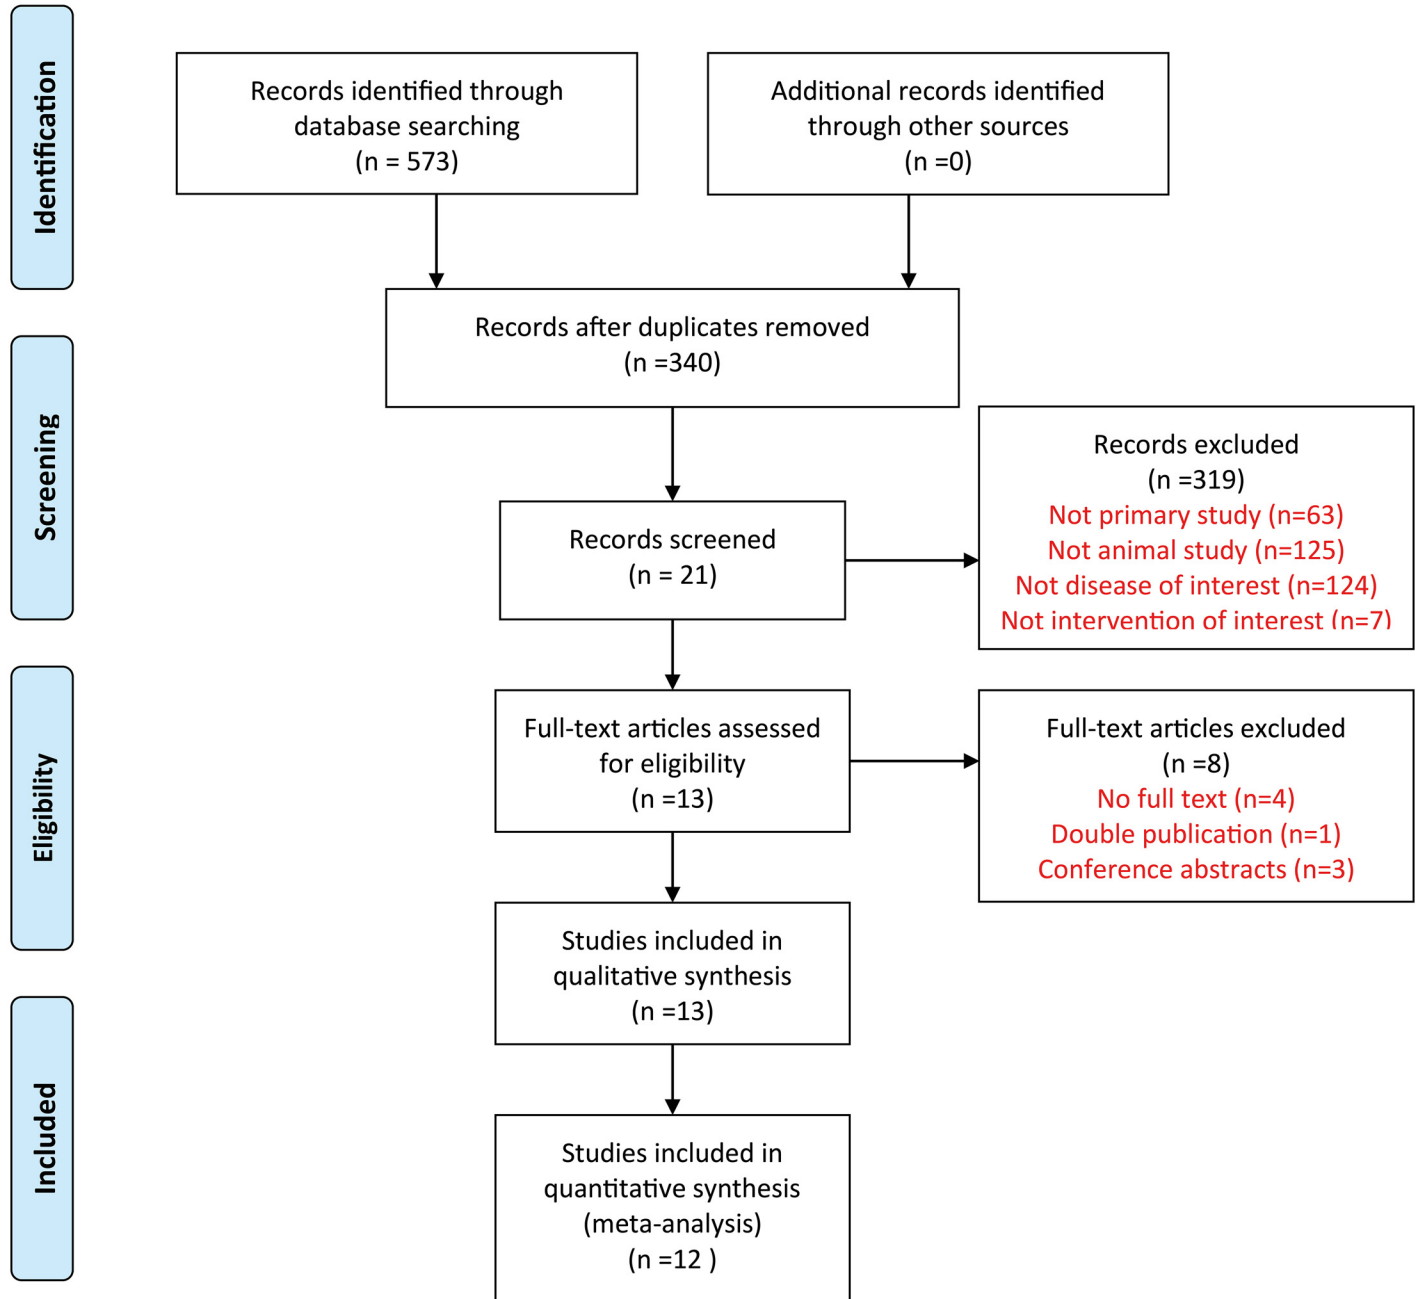 Identification
Records identified through
database searching
(n = 573)
Additional records identified
through other sources
(n =0)
Records after duplicates removed
(n =340)
Screening
Records screened
(n = 21)
Records excluded
(n =319)
Not primary study (n=63)
Not animal study (n=125)
Not disease of interest (n=124)
Not intervention of interest (n=7)
Eligibility
Full-text articles assessed
for eligibility
(n =13)
Full-text articles excluded
(n =8)
No full text (n=4)
Double publication (n=1)
Conference abstracts (n=3)
Studies included in
qualitative synthesis
(n =13)
Included
Studies included in
quantitative synthesis
(meta-analysis)
(n =12 )